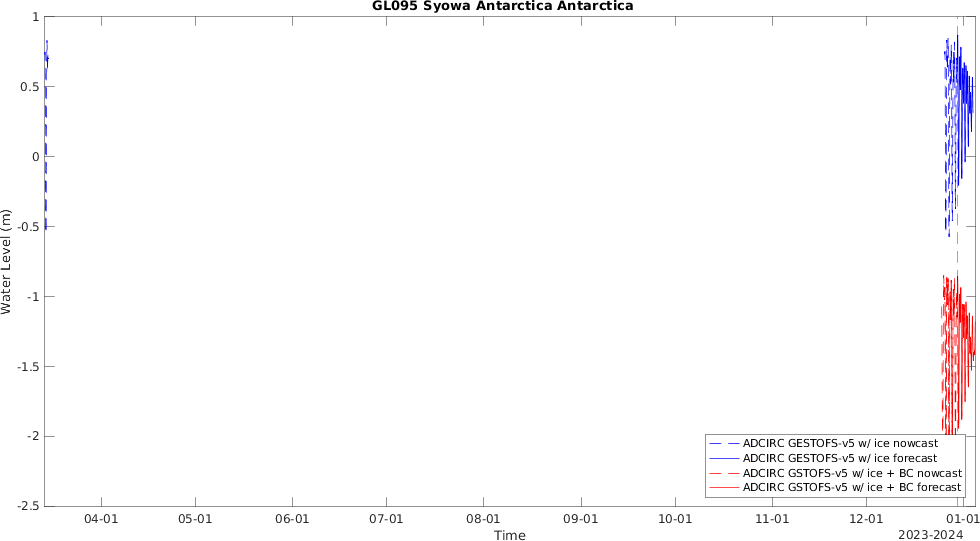 GL095 Syowa Antarctica Antarctica
1
0.5
0
-0.5
-1
-1.5
-2
-2.5
Water Level (m)
ADCIRC GESTOFS-v5 w/ ice nowcast
ADCIRC GESTOFS-v5 w/ ice forecast
ADCIRC GSTOFS-v5 w/ ice + BC nowcast
ADCIRC GSTOFS-v5 w/ ice + BC forecast
04-01 05-01 06-01 07-01 08-01 09-01 10-01 11-01 12-01 01-01
Time
2023-2024